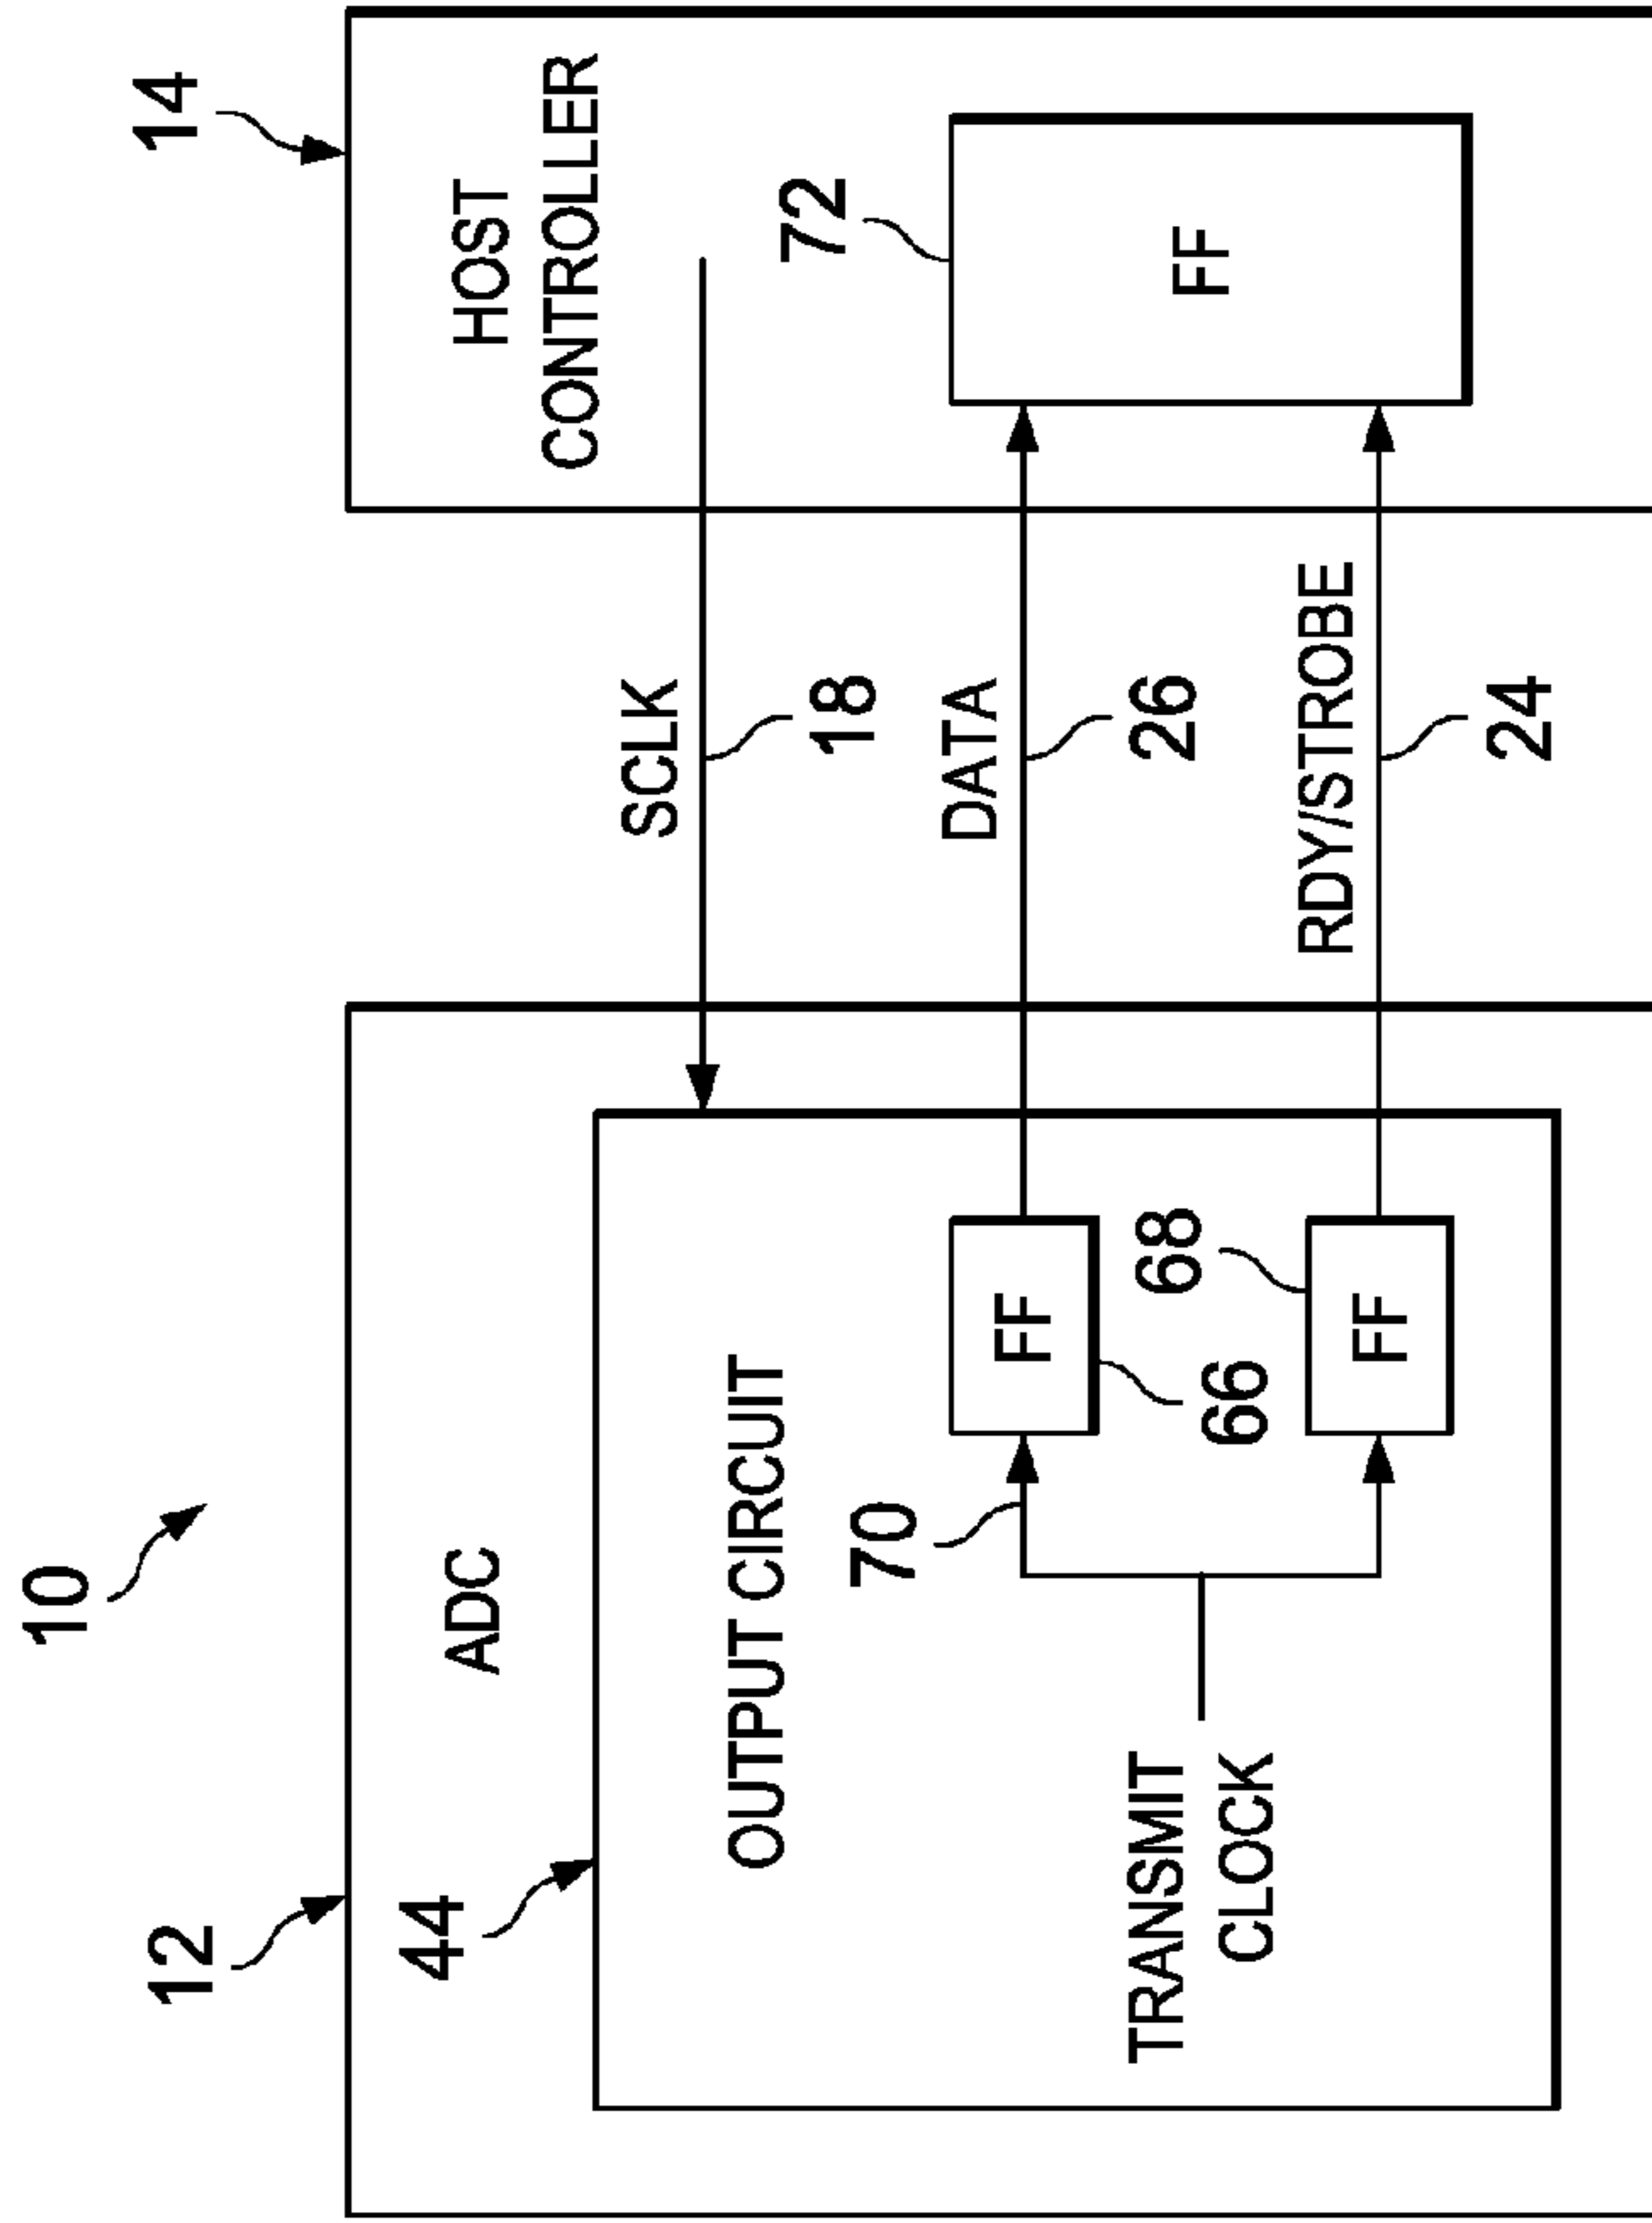 10
12
14
ADC
HOST
CONTROLLER
44
OUTPUT CIRCUIT
SCLK
18
72
70
FF
66
DATA
26
FF
TRANSMIT
CLOCK
68
FF
RDY/STROBE
24